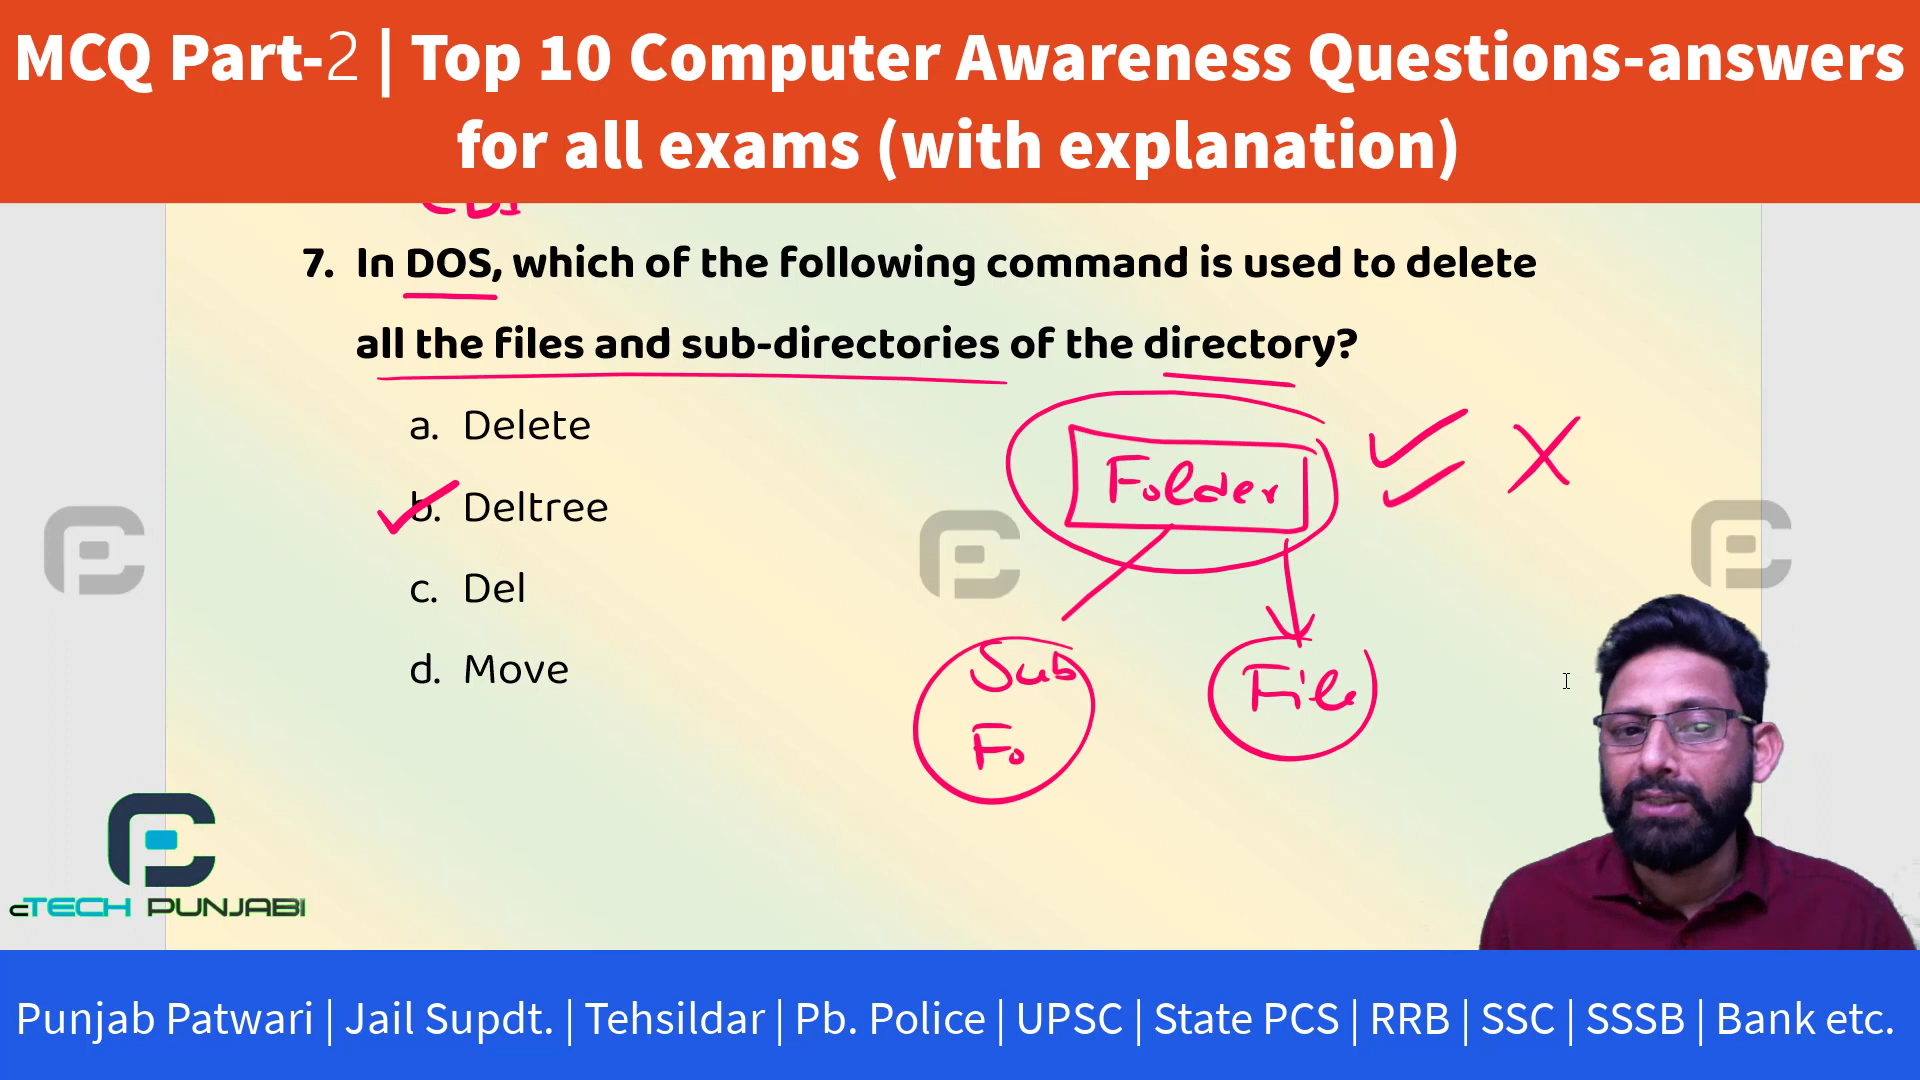 MCQ Part-2 | Top 10 Computer Awareness Questions-answers
for all exams (with explanation)
7. In DOS, which of the following command is used to delete
all the files and sub-directories of the directory?
a. Delete
b. Deltree
c. Del
d. Move
Folder
Sub
Fo
File
cTECH PUNJABI
Punjab Patwari | Jail Supdt. | Tehsildar | Pb. Police | UPSC | State PCS | RRB | SSC | SSSB | Bank etc.